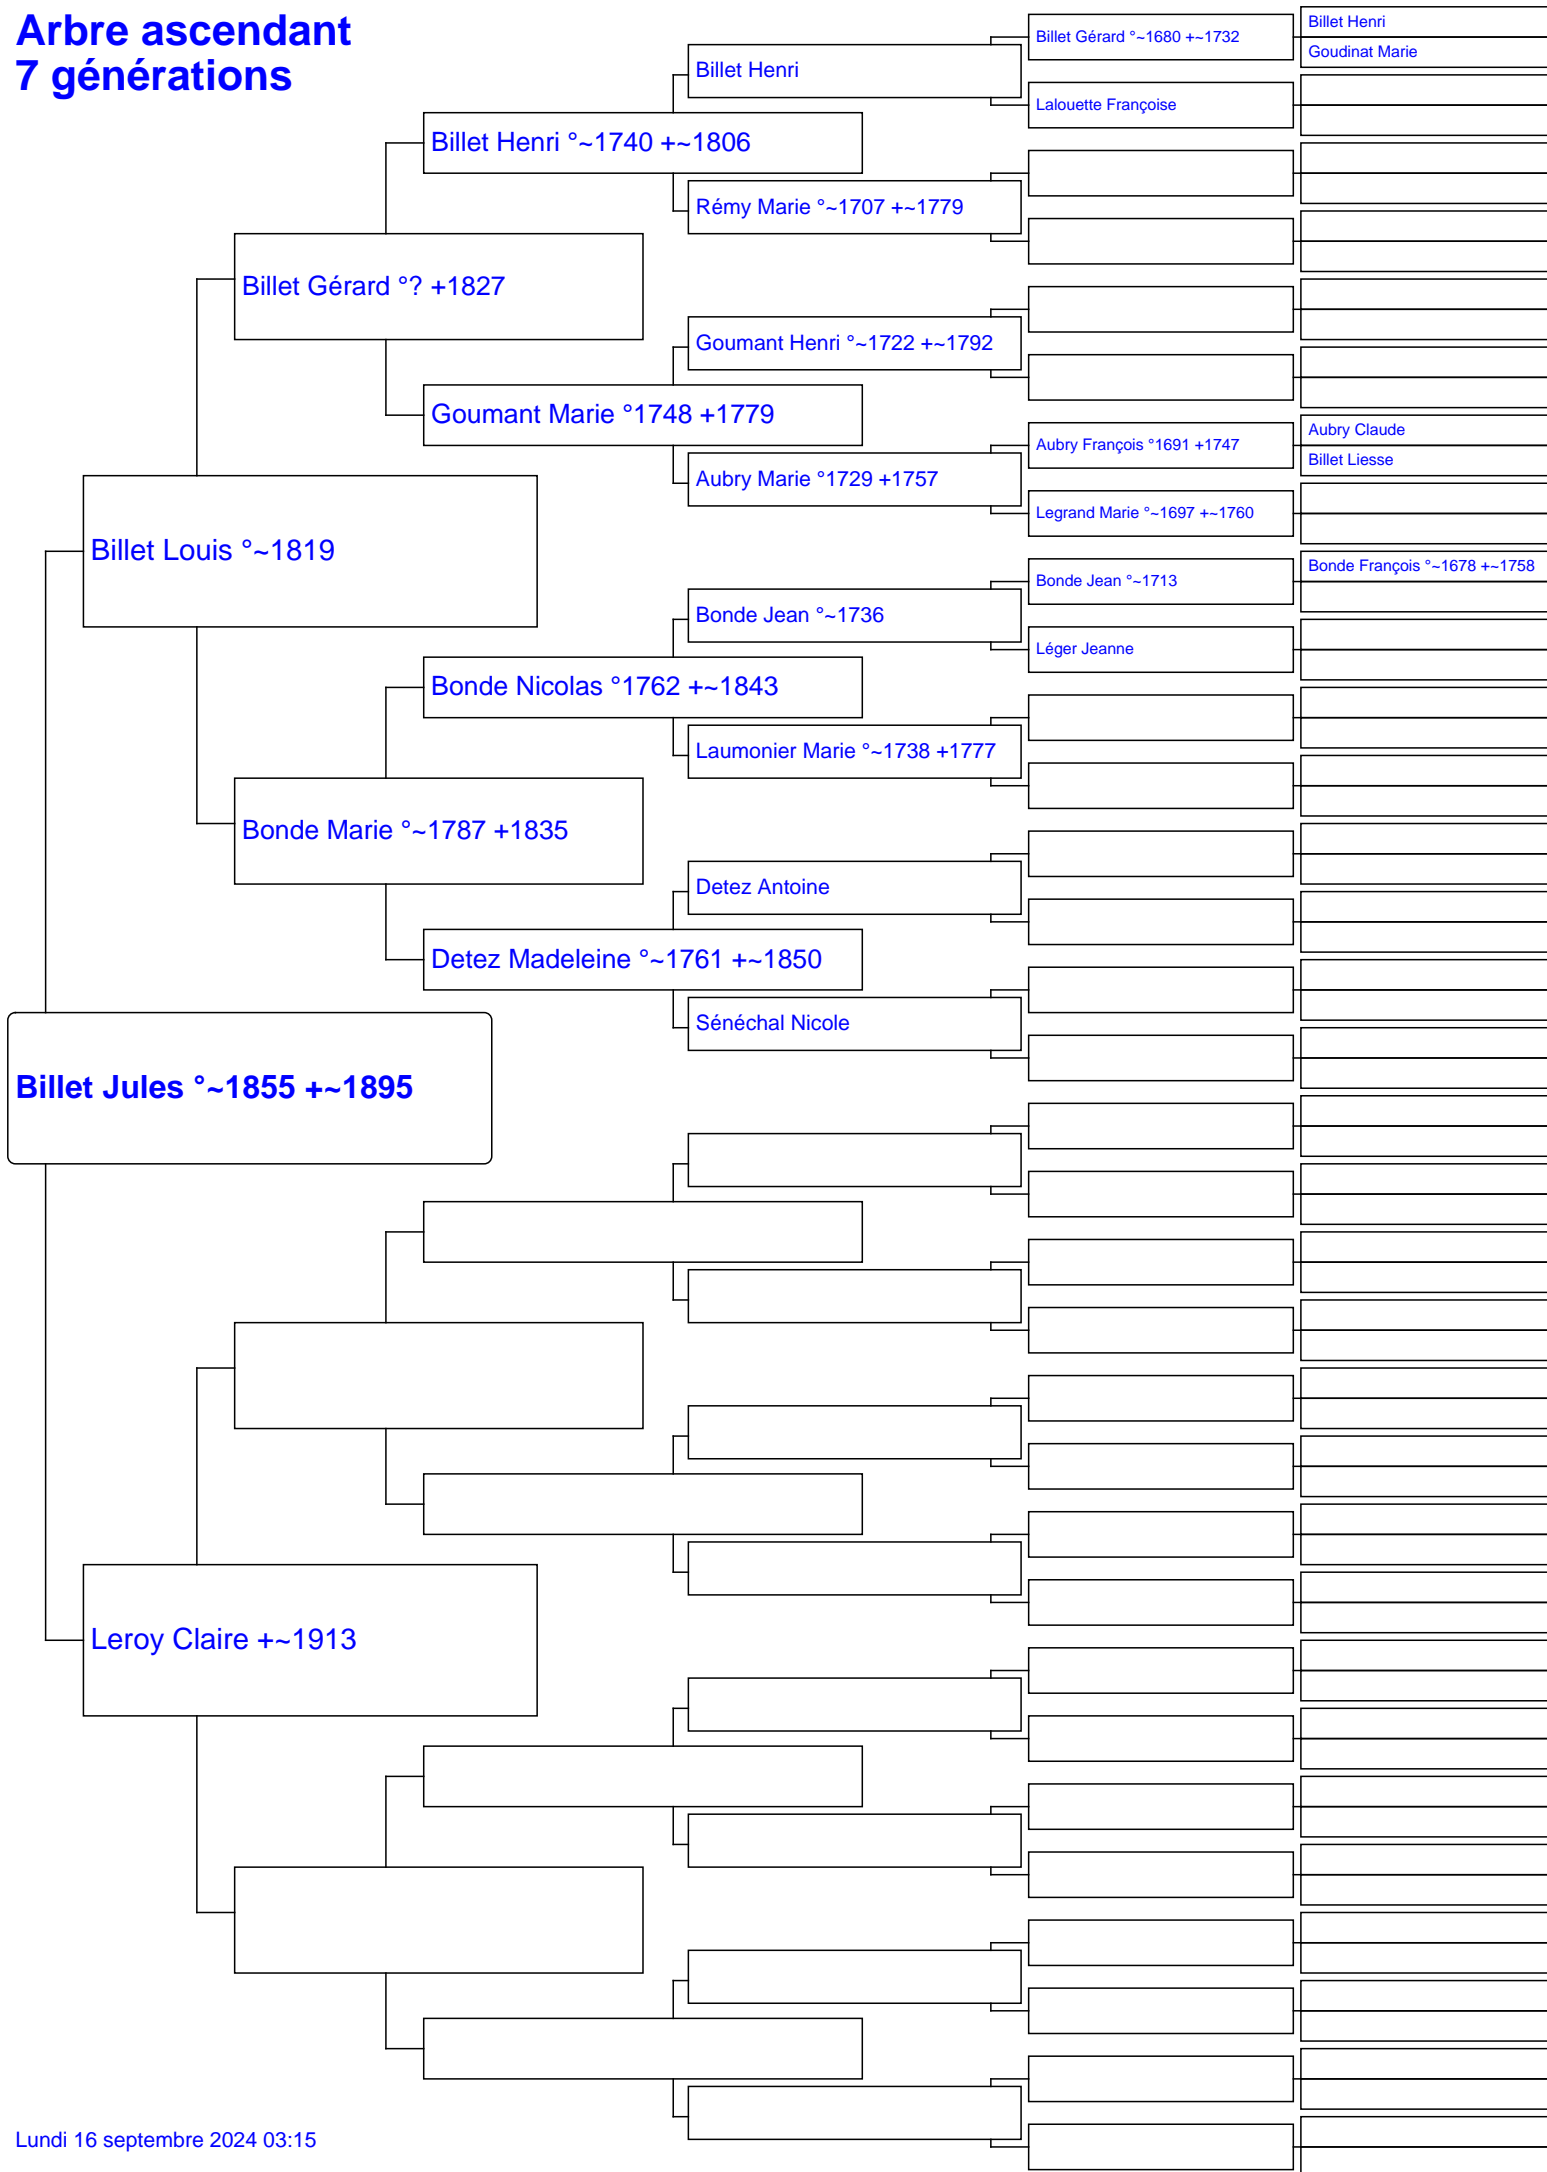 Arbre ascendant
7 générations
Billet Henri
Goudinat Marie
Billet Gérard °~1680 +~1732
Billet Henri
Lalouette Françoise
Billet Henri °~1740 +~1806
Rémy Marie °~1707 +~1779
Billet Gérard °? +1827
Goumant Henri °~1722 +~1792
Goumant Marie °1748 +1779
Aubry Claude
Billet Liesse
Aubry François °1691 +1747
Aubry Marie °1729 +1757
Legrand Marie °~1697 +~1760
Billet Louis °~1819
Bonde François °~1678 +~1758
Bonde Jean °~1713
Bonde Jean °~1736
Léger Jeanne
Bonde Nicolas °1762 +~1843
Laumonier Marie °~1738 +1777
Bonde Marie °~1787 +1835
Detez Antoine
Detez Madeleine °~1761 +~1850
Sénéchal Nicole
Billet Jules °~1855 +~1895
Leroy Claire +~1913
Lundi 16 septembre 2024 03:15